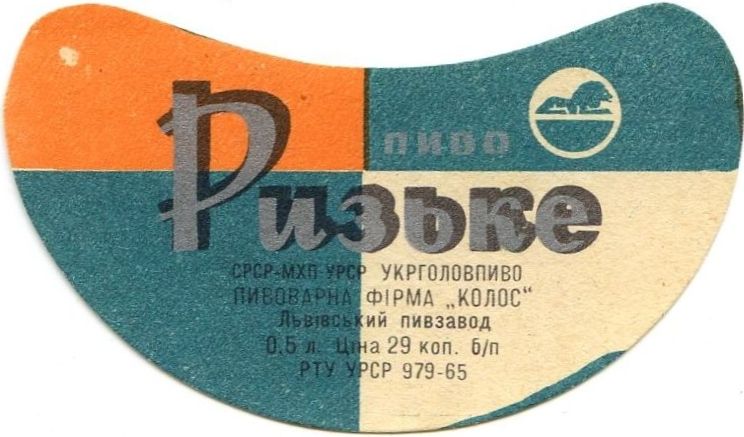 пиво
Ризьке
СРСР-МХП УРСР УКРГОЛОВПИВО
ПИВОВАРНА ФІРМА „КОЛОС“
Львівський пивзавод
0,5 л. Ціна 29 коп. б/п
РТУ УРСР 979-65